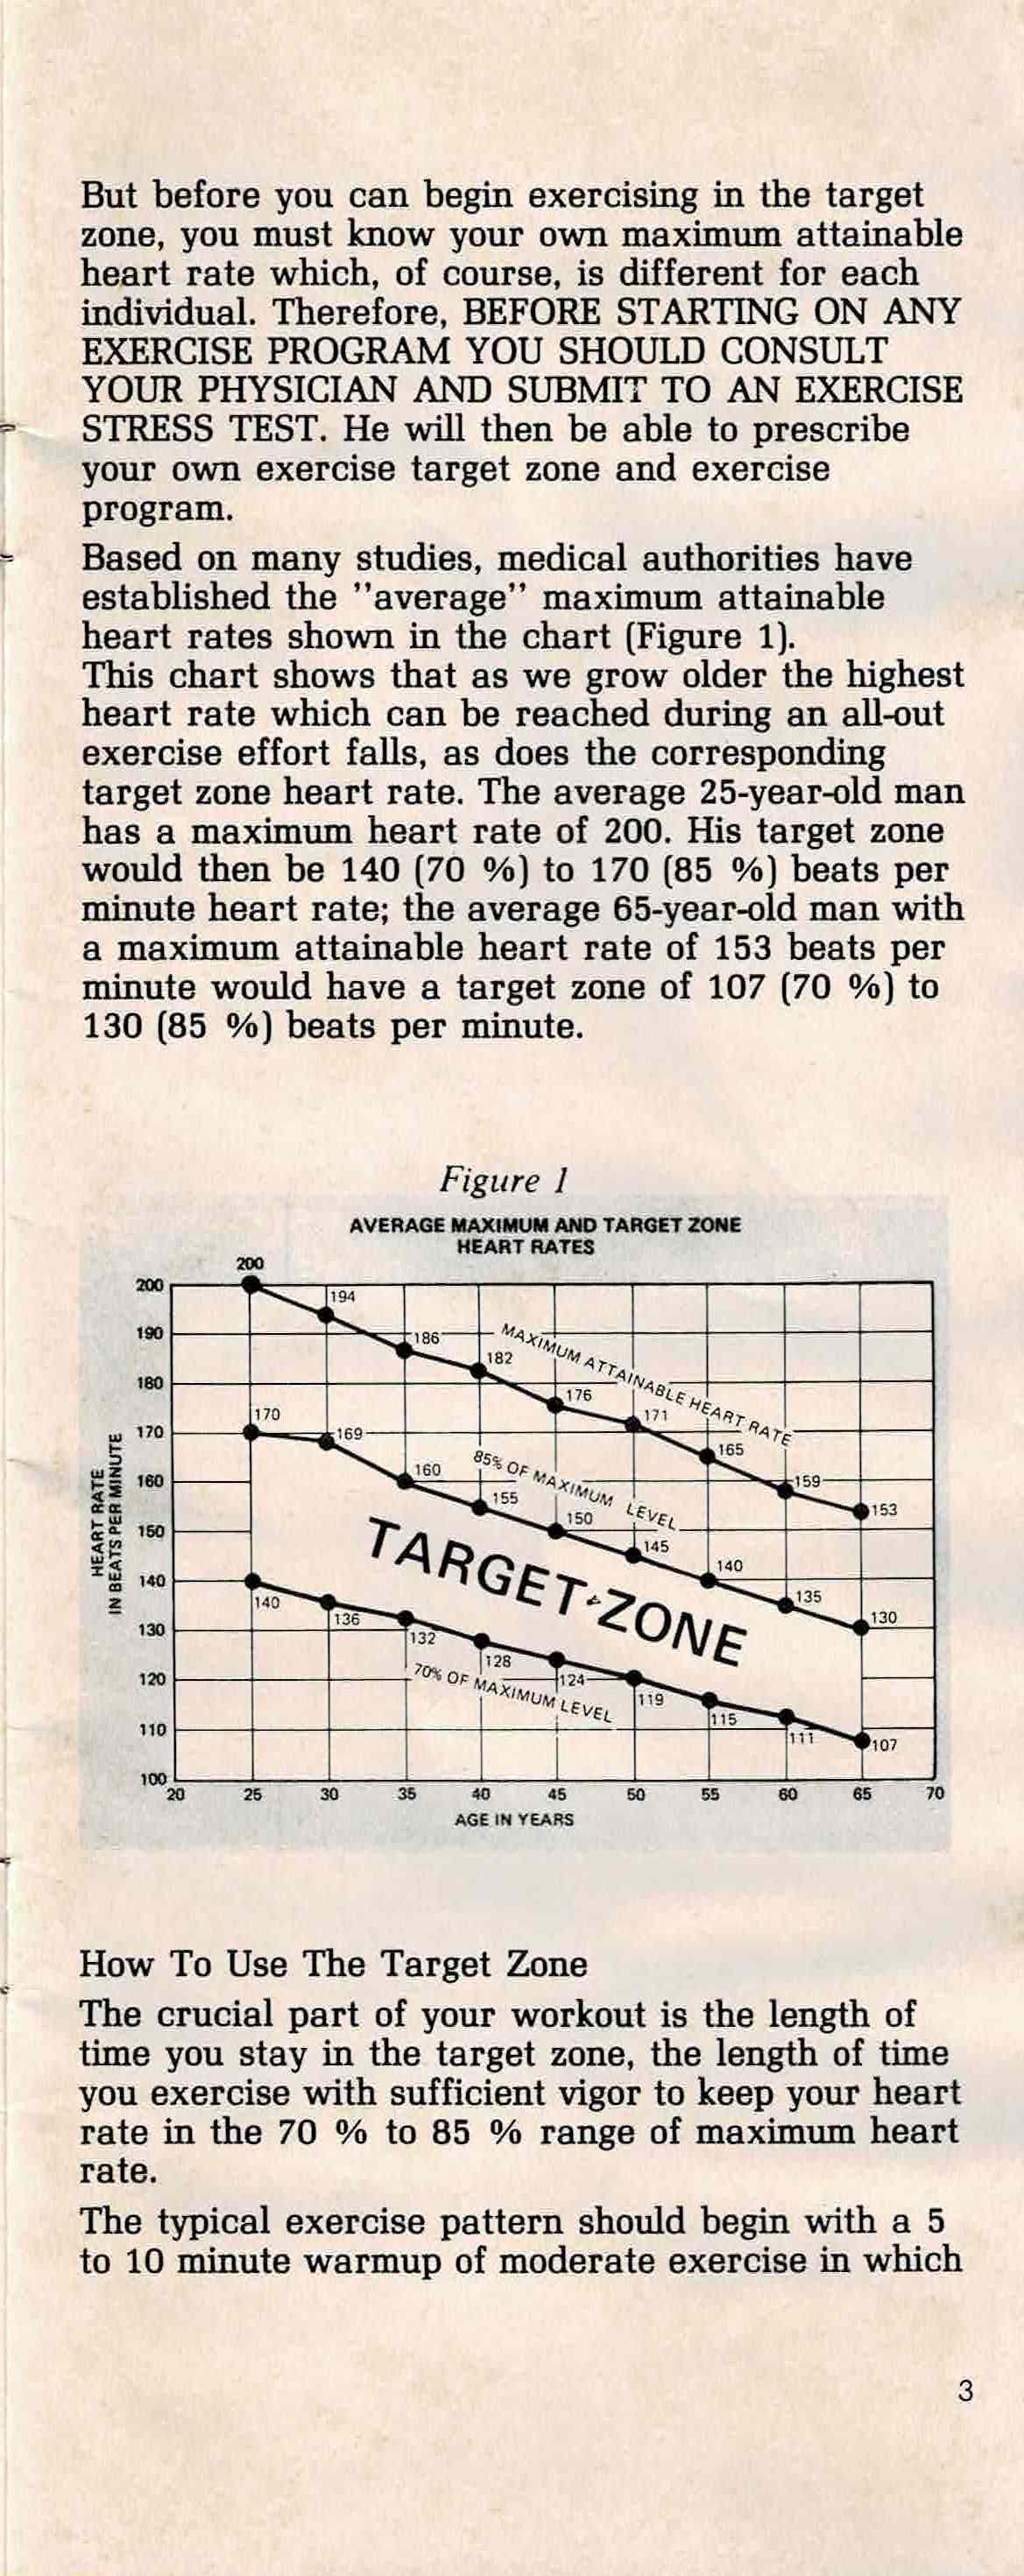 But before you can begin exercising in the target
zone, you must know your own maximum attainable
heart rate which, of course, is different for each
individual. Therefore, BEFORE STARTING ON ANY
EXERCISE PROGRAM YOU SHOULD CONSULT
YOUR PHYSICIAN AND SUBMIT TO AN EXERCISE
STRESS TEST. He will then be able to prescribe
your own exercise target zone and exercise
program.
Based on many studies, medical authorities have
established the ”average” maximum attainable
heart rates shown in the chart (Figure 1).
This chart shows that as we grow older the highest
heart rate which can be reached during an all-out
exercise effort falls, as does the corresponding
target zone heart rate. The average 25-year-old man
has a maximum heart rate of 200. His target zone
would then be 140 (70 %) to 170 (85 %) beats per
minute heart rate; the average 65-year-old man with
a maximum attainable heart rate of 153 beats per
minute would have a target zone of 107 (70 %) to
130 (85 %) beats per minute.
Figure 1
AVERAGE MAXIMUM AND TARGET ZONE
HEART RATES
HEART RATE
IN BEATS PER MINUTE
200
190
180
170
160
150
140
130
120
110
100
200
194
186
182
176
171
165
159
153
MAXIMUM ATTAINABLE HEART RATE
170
169
160
155
150
145
140
135
130
85% OF MAXIMUM LEVEL
TARGET ZONE
140
136
132
128
124
119
115
111
107
70% OF MAXIMUM LEVEL
20 25 30 35 40 45 50 55 60 65 70
AGE IN YEARS
How To Use The Target Zone
The crucial part of your workout is the length of
time you stay in the target zone, the length of time
you exercise with sufficient vigor to keep your heart
rate in the 70 % to 85 % range of maximum heart
rate.
The typical exercise pattern should begin with a 5
to 10 minute warmup of moderate exercise in which
3